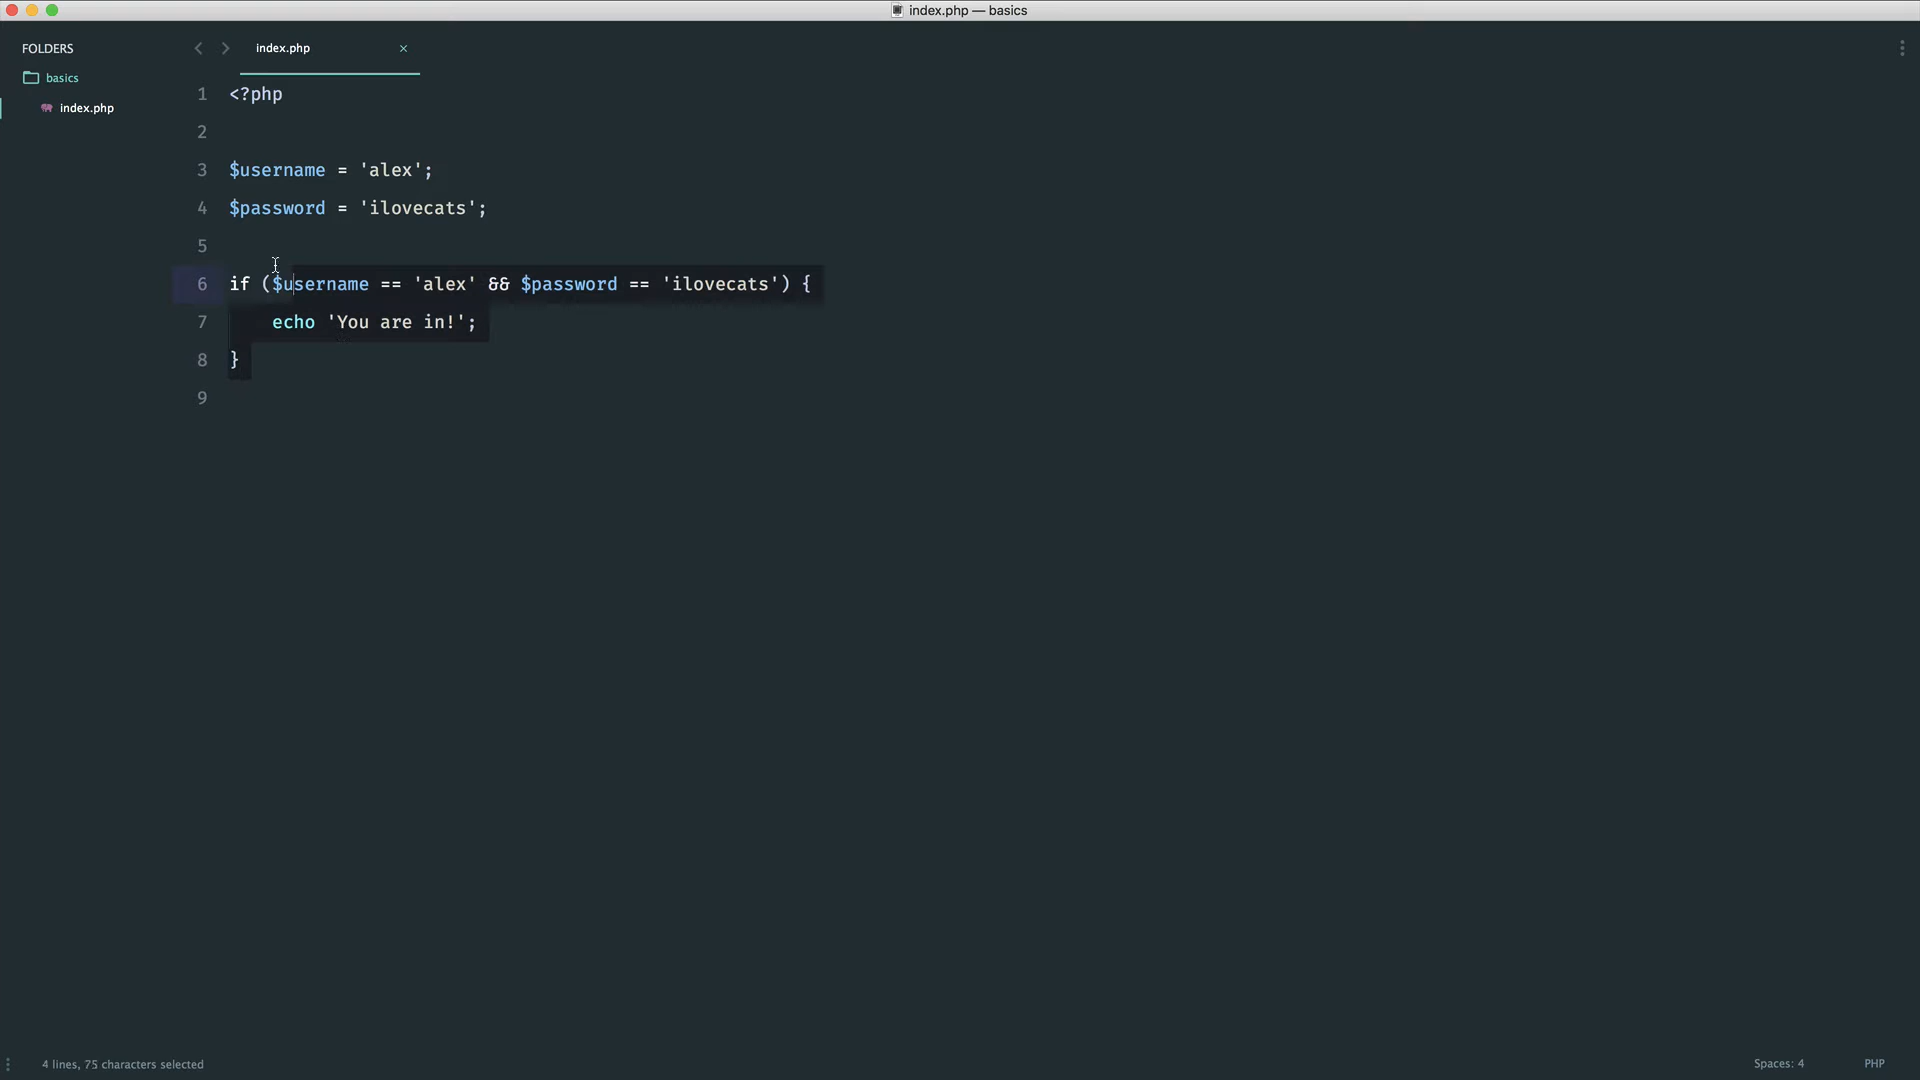 index.php — basics
FOLDERS
basics
index.php
index.php ×
1 <?php
2
3 $username = 'alex';
4 $password = 'ilovecats';
5
6 if ($username == 'alex' && $password == 'ilovecats') {
7     echo 'You are in!';
8 }
9
4 lines, 75 characters selected
Spaces: 4
PHP